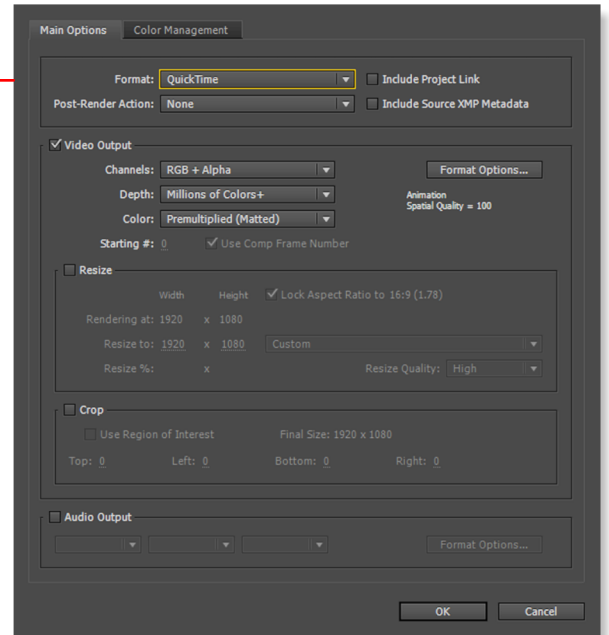 Main Options Color Management
Format: QuickTime Include Project Link
Post-Render Action: None Include Source XMP Metadata
Video Output
Channels: RGB + Alpha Format Options...
Depth: Millions of Colors+ Animation
Spatial Quality = 100
Color: Premultiplied (Matted)
Starting #: 0 Use Comp Frame Number
Resize
Width Height Lock Aspect Ratio to 16:9 (1.78)
Rendering at: 1920 x 1080
Resize to: 1920 x 1080 Custom
Resize %: x Resize Quality: High
Crop
Use Region of Interest Final Size: 1920 x 1080
Top: 0 Left: 0 Bottom: 0 Right: 0
Audio Output
Format Options...
OK Cancel